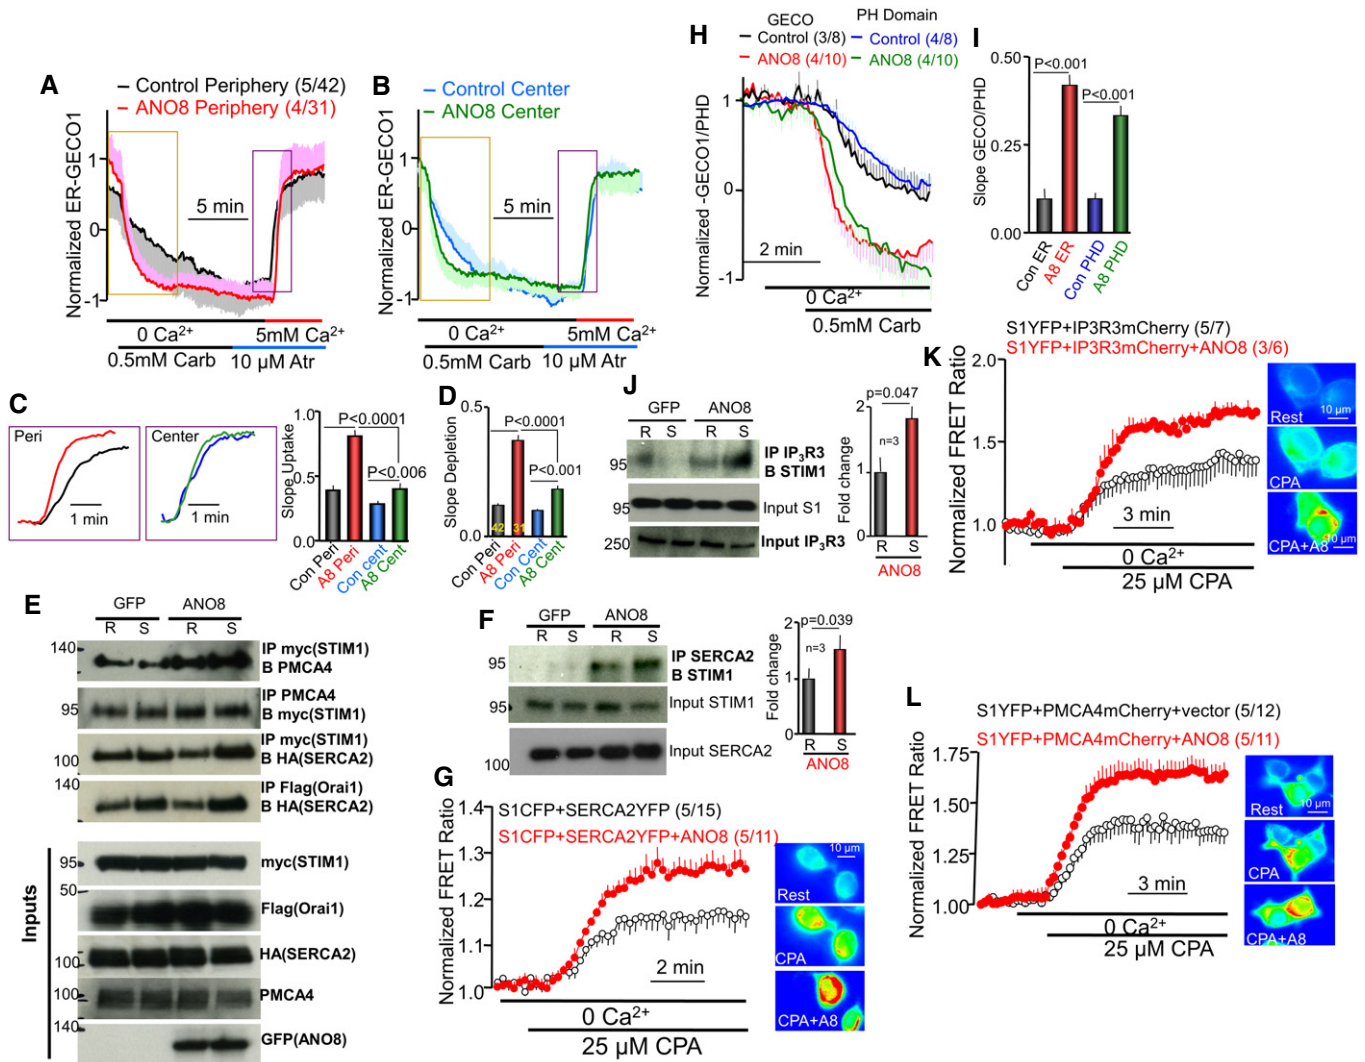 A
Control Periphery (5/42)
ANO8 Periphery (4/31)
Normalized ER-GECO1
1
0
-1
5 min
0 Ca²⁺
5mM Ca²⁺
0.5mM Carb
10 µM Atr
B
Control Center
ANO8 Center
Normalized ER-GECO1
1
0
-1
5 min
0 Ca²⁺
5mM Ca²⁺
0.5mM Carb
10 µM Atr
C
Peri
1 min
Center
1 min
Slope Uptake
1.0
0.5
0.0
P<0.0001
P<0.006
Con Peri
A8 Peri
Con cent
A8 Cent
D
Slope Depletion
0.5
0.0
P<0.0001
P<0.001
42
31
Con Peri
A8 Peri
Con Cent
A8 Cent
E
GFP
ANO8
R
S
R
S
140
IP myc(STIM1)
B PMCA4
95
IP PMCA4
B myc(STIM1)
100
IP myc(STIM1)
B HA(SERCA2)
140
IP Flag(Orai1)
B HA(SERCA2)
Inputs
95
myc(STIM1)
50
Flag(Orai1)
100
HA(SERCA2)
100
PMCA4
140
GFP(ANO8)
F
GFP
ANO8
R
S
R
S
95
IP SERCA2
B STIM1
95
Input STIM1
100
Input SERCA2
Fold change
2
1
0
p=0.039
n=3
R
S
ANO8
G
S1CFP+SERCA2YFP (5/15)
S1CFP+SERCA2YFP+ANO8 (5/11)
Normalized FRET Ratio
1.4
1.3
1.2
1.1
1.0
2 min
0 Ca²⁺
25 µM CPA
10 µm
Rest
CPA
CPA+A8
H
GECO
PH Domain
Control (3/8)
Control (4/8)
ANO8 (4/10)
ANO8 (4/10)
Normalized -GECO1/PHD
1
0
-1
2 min
0 Ca²⁺
0.5mM Carb
I
Slope GECO/PHD
0.50
0.25
0.00
P<0.001
P<0.001
Con ER
A8 ER
Con PHD
A8 PHD
J
GFP
ANO8
R
S
R
S
95
IP IP₃R3
B STIM1
95
Input S1
250
Input IP₃R3
Fold change
2
1
0
p=0.047
n=3
R
S
ANO8
K
S1YFP+IP3R3mCherry (5/7)
S1YFP+IP3R3mCherry+ANO8 (3/6)
Normalized FRET Ratio
2.0
1.5
1.0
3 min
0 Ca²⁺
25 µM CPA
Rest
10 µm
CPA
CPA+A8
10 µm
L
S1YFP+PMCA4mCherry+vector (5/12)
S1YFP+PMCA4mCherry+ANO8 (5/11)
Normalized FRET Ratio
1.75
1.50
1.25
1.00
3 min
0 Ca²⁺
25 µM CPA
Rest
10 µm
CPA
CPA+A8